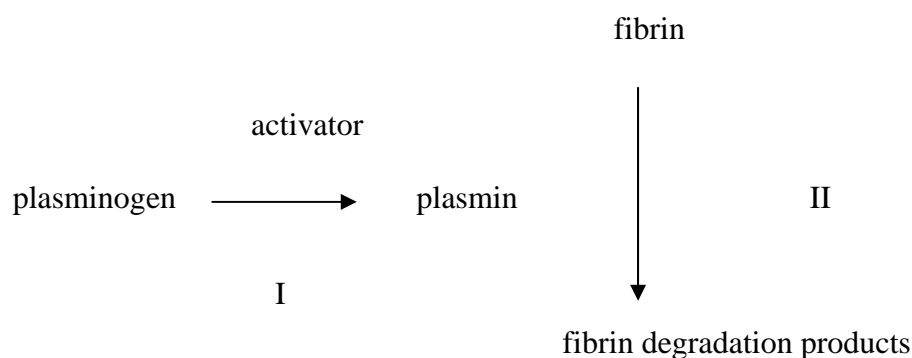 fibrin
activator
plasminogen plasmin II
I
fibrin degradation products